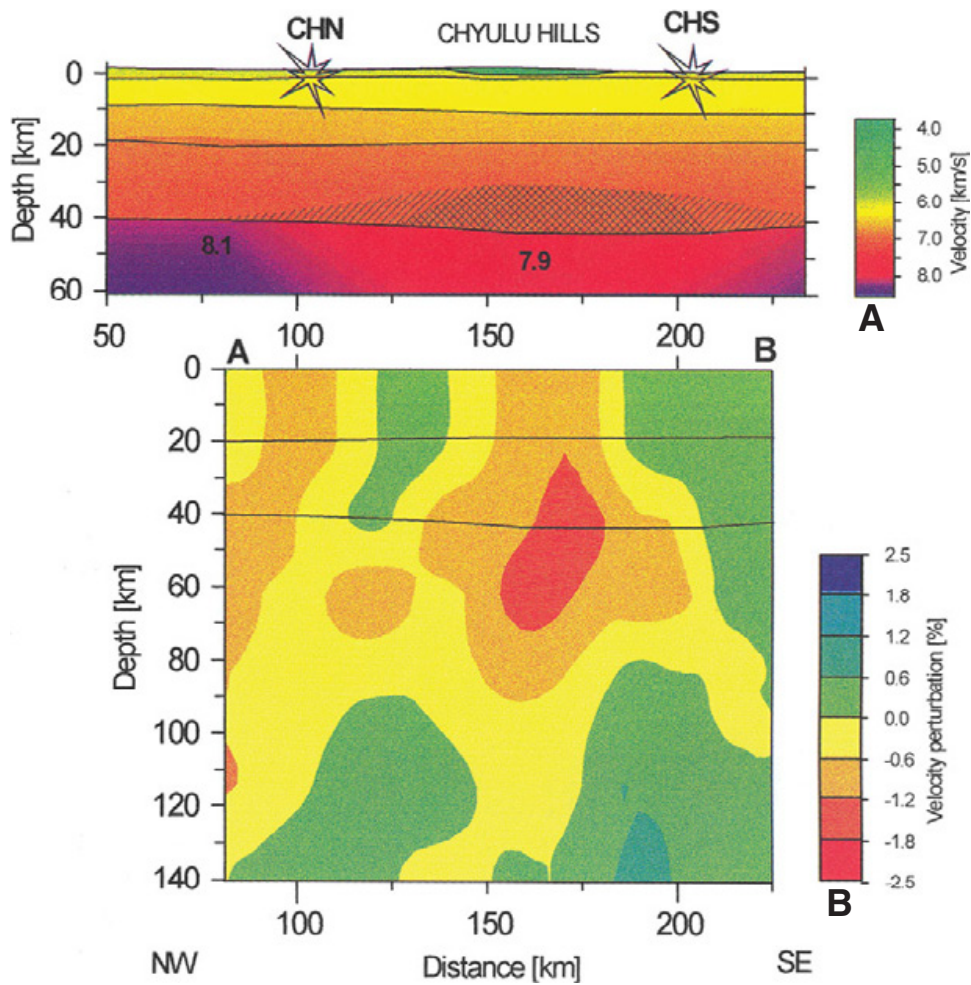 CHN CHYULU HILLS CHS
Depth [km]
0
20
40
60
8.1
7.9
50 100 150 200
4.0
5.0
6.0
7.0
8.0
Velocity [km/s]
A
A B
Depth [km]
0
20
40
60
80
100
120
140
100 150 200
NW Distance [km] SE
2.5
1.8
1.2
0.6
0.0
-0.6
-1.2
-1.8
-2.5
Velocity perturbation [%]
B